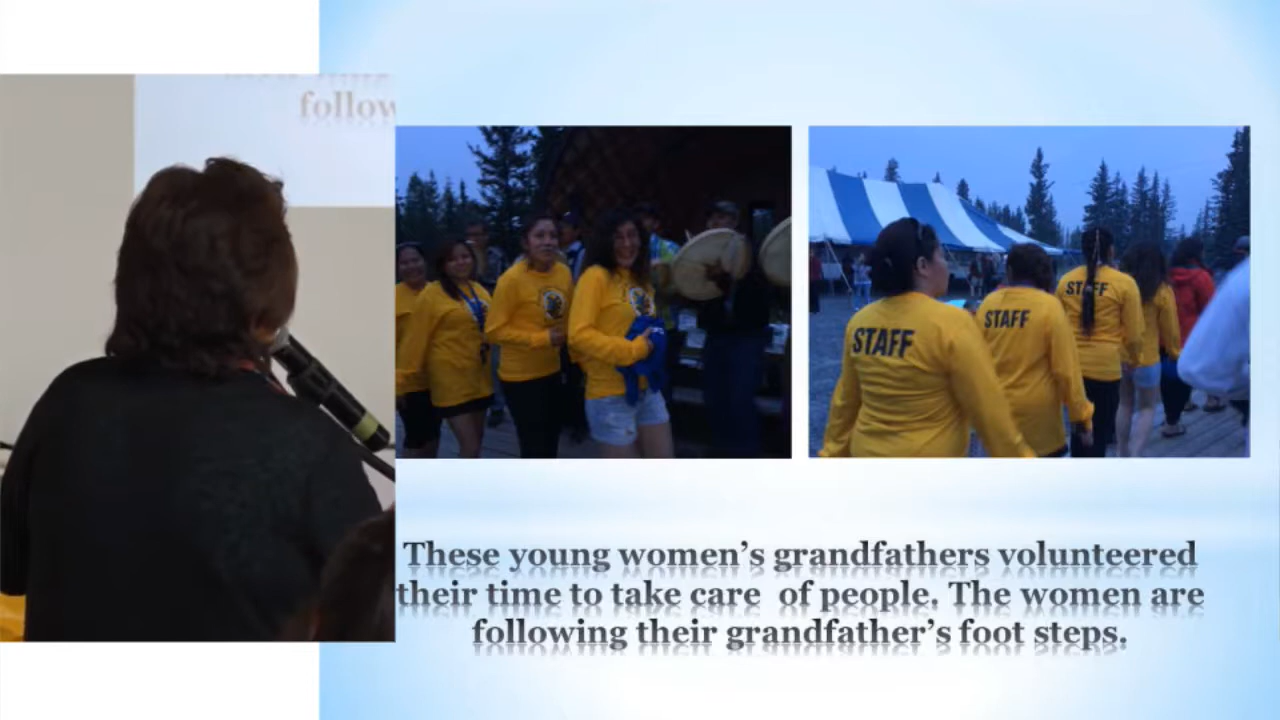 follow
STAFF
STAFF
STAFF
These young women's grandfathers volunteered
their time to take care  of people. The women are
following their grandfather's foot steps.